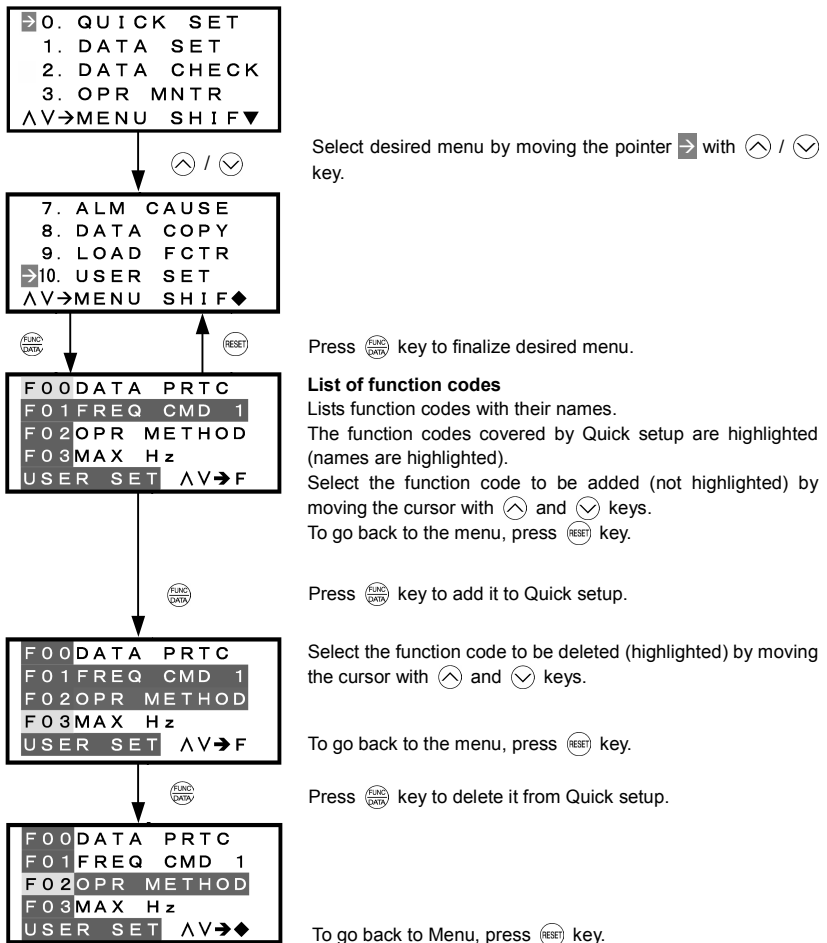 →0. QUICK SET
1. DATA SET
2. DATA CHECK
3. OPR MNTR
∧∨→MENU SHIF▼
Select desired menu by moving the pointer → with ∧ / ∨
key.
∧ / ∨
7. ALM CAUSE
8. DATA COPY
9. LOAD FCTR
→10. USER SET
∧∨→MENU SHIF◆
FUNC DATA
RESET
Press FUNC DATA key to finalize desired menu.
F00DATA PRTC
F01FREQ CMD 1
F02OPR METHOD
F03MAX Hz
USER SET ∧∨→F
List of function codes
Lists function codes with their names.
The function codes covered by Quick setup are highlighted
(names are highlighted).
Select the function code to be added (not highlighted) by
moving the cursor with ∧ and ∨ keys.
To go back to the menu, press RESET key.
FUNC DATA
Press FUNC DATA key to add it to Quick setup.
F00DATA PRTC
F01FREQ CMD 1
F02OPR METHOD
F03MAX Hz
USER SET ∧∨→F
Select the function code to be deleted (highlighted) by moving
the cursor with ∧ and ∨ keys.
To go back to the menu, press RESET key.
FUNC DATA
Press FUNC DATA key to delete it from Quick setup.
F00DATA PRTC
F01FREQ CMD 1
F02OPR METHOD
F03MAX Hz
USER SET ∧∨→◆
To go back to Menu, press RESET key.